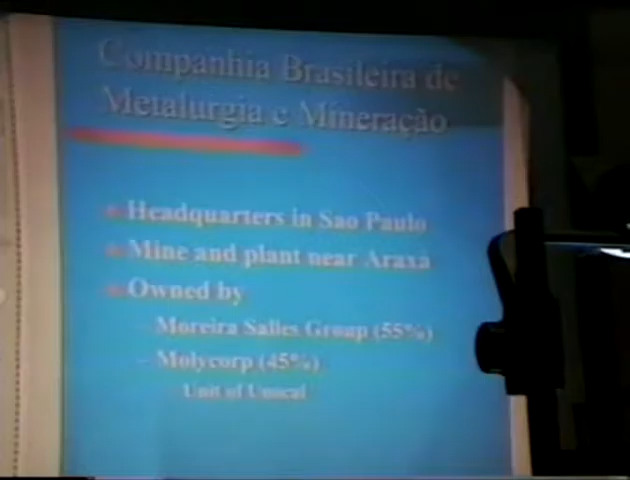 Companhia Brasileira de
Metalurgia e Mineração
Headquarters in Sao Paulo
Mine and plant near Araxá
Owned by
– Moreira Salles Group (55%)
– Molycorp (45%)
Unit of Unocal